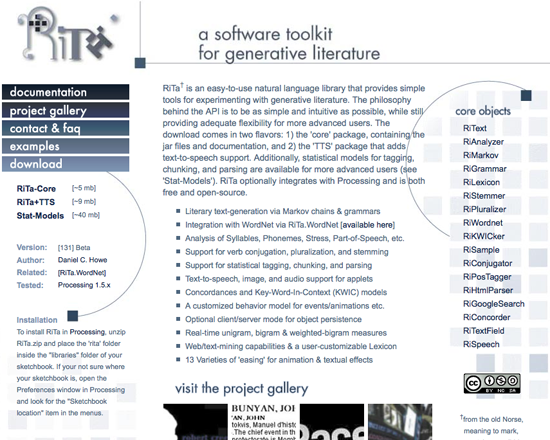 RiTa
a software toolkit
for generative literature
documentation
project gallery
contact & faq
examples
download
RiTa-Core [~5 mb]
RiTa+TTS [~9 mb]
Stat-Models [~40 mb]
Version: [131] Beta
Author: Daniel C. Howe
Related: [RiTa.WordNet]
Tested: Processing 1.5.x
Installation
To install RiTa in Processing, unzip
RiTa.zip and place the 'rita' folder
inside the "libraries" folder of your
sketchbook. If your not sure where
your sketchbook is, open the
Preferences window in Processing
and look for the "Sketchbook
location" item in the menus.
RiTa† is an easy-to-use natural language library that provides simple
tools for experimenting with generative literature. The philosophy
behind the API is to be as simple and intuitive as possible, while still
providing adequate flexibility for more advanced users. The
download comes in two flavors: 1) the 'core' package, containing the
jar files and documentation, and 2) the 'TTS' package that adds
text-to-speech support. Additionally, statistical models for tagging,
chunking, and parsing are available for more advanced users (see
'Stat-Models'). RiTa optionally integrates with Processing and is both
free and open-source.
Literary text-generation via Markov chains & grammars
Integration with WordNet via RiTa.WordNet [available here]
Analysis of Syllables, Phonemes, Stress, Part-of-Speech, etc.
Support for verb conjugation, pluralization, and stemming
Support for statistical tagging, chunking, and parsing
Text-to-speech, image, and audio support for applets
Concordances and Key-Word-In-Context (KWIC) models
A customized behavior model for events/animations etc.
Optional client/server mode for object persistence
Real-time unigram, bigram & weighted-bigram measures
Web/text-mining capabilities & a user-customizable Lexicon
13 Varieties of 'easing' for animation & textual effects
visit the project gallery
BUNYAN, JOI
'AN, JOHN
tokvis, Manuel d'histo
The chief event in th
core objects
RiText
RiAnalyzer
RiMarkov
RiGrammar
RiLexicon
RiStemmer
RiPluralizer
RiWordnet
RiKWICker
RiSample
RiConjugator
RiPosTagger
RiHtmlParser
RiGoogleSearch
RiConcorder
RiTextField
RiSpeech
cc
BY NC SA
†from the old Norse,
meaning to mark,